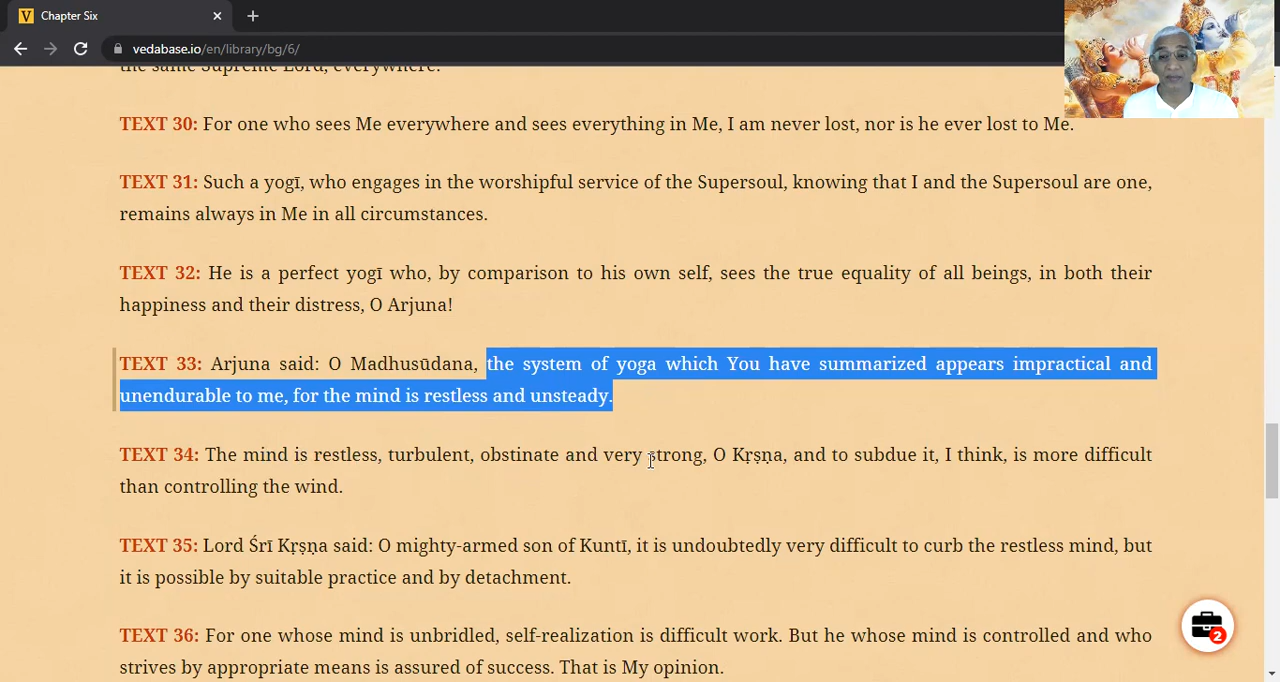 Chapter Six
vedabase.io/en/library/bg/6/
the same Supreme Lord, everywhere.
TEXT 30: For one who sees Me everywhere and sees everything in Me, I am never lost, nor is he ever lost to Me.
TEXT 31: Such a yogī, who engages in the worshipful service of the Supersoul, knowing that I and the Supersoul are one,
remains always in Me in all circumstances.
TEXT 32: He is a perfect yogī who, by comparison to his own self, sees the true equality of all beings, in both their
happiness and their distress, O Arjuna!
TEXT 33: Arjuna said: O Madhusūdana, the system of yoga which You have summarized appears impractical and
unendurable to me, for the mind is restless and unsteady.
TEXT 34: The mind is restless, turbulent, obstinate and very strong, O Kṛṣṇa, and to subdue it, I think, is more difficult
than controlling the wind.
TEXT 35: Lord Śrī Kṛṣṇa said: O mighty-armed son of Kuntī, it is undoubtedly very difficult to curb the restless mind, but
it is possible by suitable practice and by detachment.
TEXT 36: For one whose mind is unbridled, self-realization is difficult work. But he whose mind is controlled and who
strives by appropriate means is assured of success. That is My opinion.
2